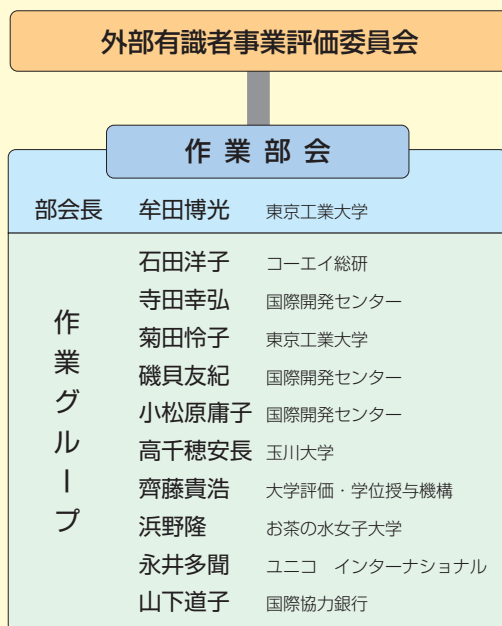 外部有識者事業評価委員会
作業部会
部会長 牟田博光 東京工業大学
作業グループ
石田洋子 コーエイ総研
寺田幸弘 国際開発センター
菊田怜子 東京工業大学
磯貝友紀 国際開発センター
小松原庸子 国際開発センター
高千穂安長 玉川大学
齊藤貴浩 大学評価・学位授与機構
浜野隆 お茶の水女子大学
永井多聞 ユニコ インターナショナル
山下道子 国際協力銀行